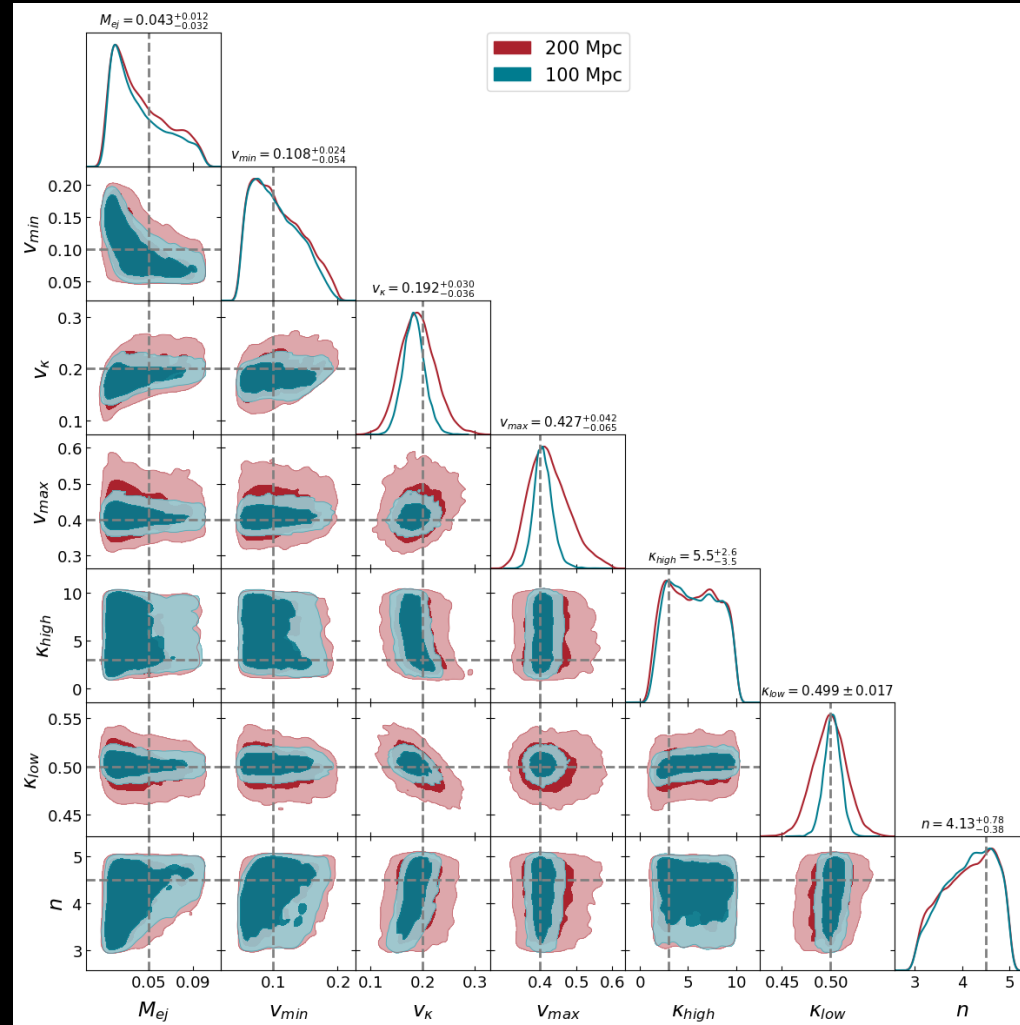 M_ej = 0.043^{+0.012}_{-0.032}
200 Mpc
100 Mpc
v_min = 0.108^{+0.024}_{-0.054}
0.20
0.15
0.10
0.05
v_min
v_κ = 0.192^{+0.030}_{-0.036}
0.3
0.2
0.1
v_κ
v_max = 0.427^{+0.042}_{-0.065}
0.6
0.5
0.4
0.3
v_max
κ_high = 5.5^{+2.6}_{-3.5}
10
5
0
κ_high
κ_low = 0.499 ± 0.017
0.55
0.50
0.45
κ_low
n = 4.13^{+0.78}_{-0.38}
5
4
3
n
0.05 0.09 0.1 0.2 0.1 0.2 0.3 0.4 0.6 0 5 10 0.45 0.50 3 4 5
M_ej v_min v_κ v_max κ_high κ_low n